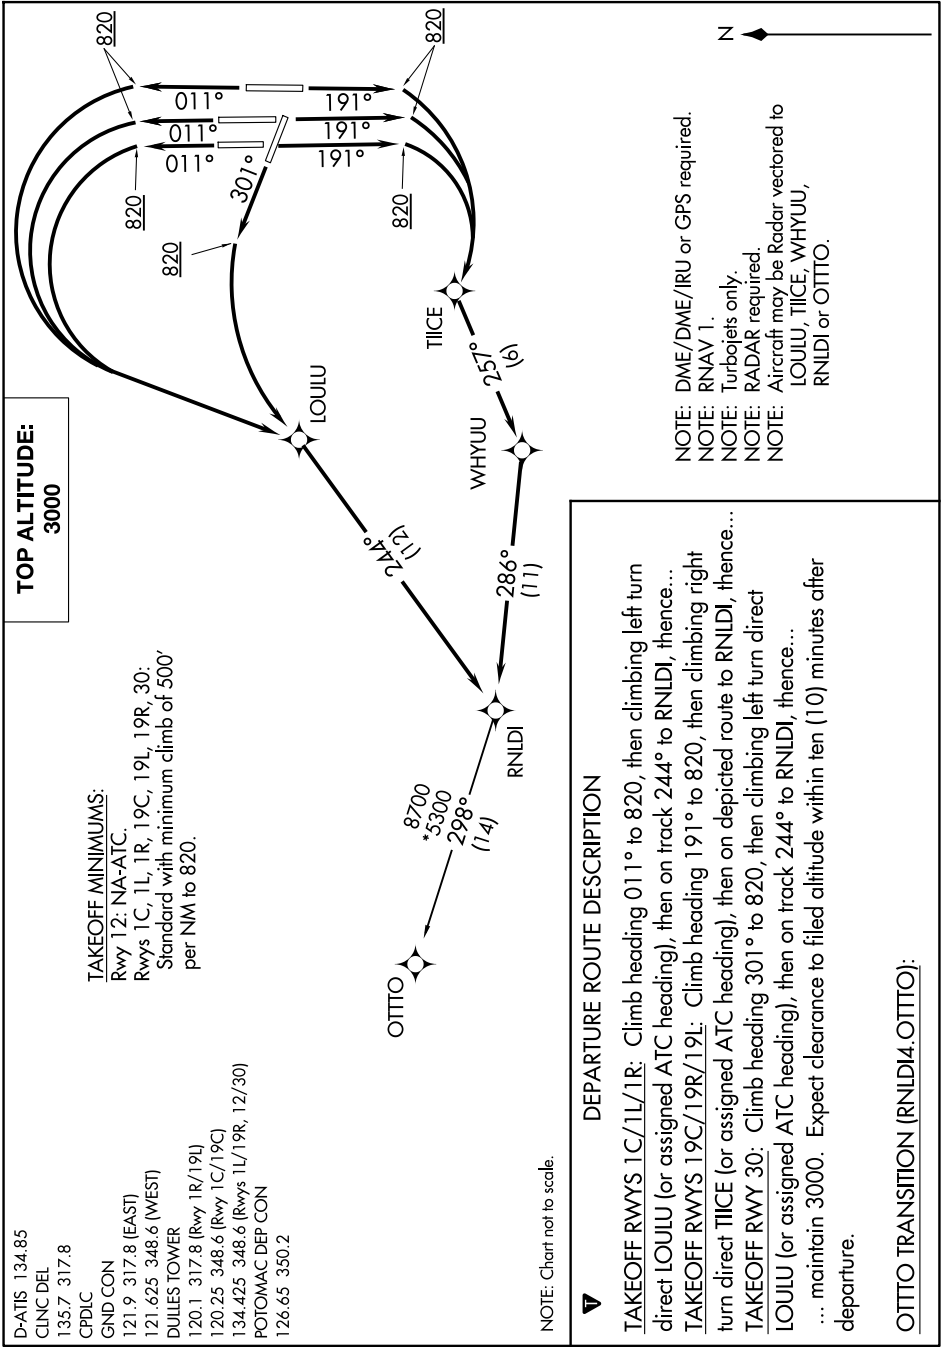 D-ATIS 134.85
CLNC DEL
135.7 317.8
CPDLC
GND CON
121.9 317.8 (EAST)
121.625 348.6 (WEST)
DULLES TOWER
120.1 317.8 (Rwy 1R/19L)
120.25 348.6 (Rwy 1C/19C)
134.425 348.6 (Rwys 1L/19R, 12/30)
POTOMAC DEP CON
126.65 350.2
TAKEOFF MINIMUMS:
Rwy 12: NA-ATC.
Rwys 1C, 1L, 1R, 19C, 19L, 19R, 30:
Standard with minimum climb of 500'
per NM to 820.
TOP ALTITUDE:
3000
820
820
820
820
820
011°
011°
011°
191°
191°
191°
301°
LOULU
TIICE
257°
(6)
WHYUU
244°
(12)
286°
(11)
RNLDI
8700
*5300
298°
(14)
OTTTO
N
NOTE: DME/DME/IRU or GPS required.
NOTE: RNAV 1.
NOTE: Turbojets only.
NOTE: RADAR required.
NOTE: Aircraft may be Radar vectored to
LOULU, TIICE, WHYUU,
RNLDI or OTTTO.
NOTE: Chart not to scale.
T
DEPARTURE ROUTE DESCRIPTION
TAKEOFF RWYS 1C/1L/1R: Climb heading 011° to 820, then climbing left turn
direct LOULU (or assigned ATC heading), then on track 244° to RNLDI, thence...
TAKEOFF RWYS 19C/19R/19L: Climb heading 191° to 820, then climbing right
turn direct TIICE (or assigned ATC heading), then on depicted route to RNLDI, thence...
TAKEOFF RWY 30: Climb heading 301° to 820, then climbing left turn direct
LOULU (or assigned ATC heading), then on track 244° to RNLDI, thence...
... maintain 3000. Expect clearance to filed altitude within ten (10) minutes after
departure.
OTTTO TRANSITION (RNLDI4.OTTTO):